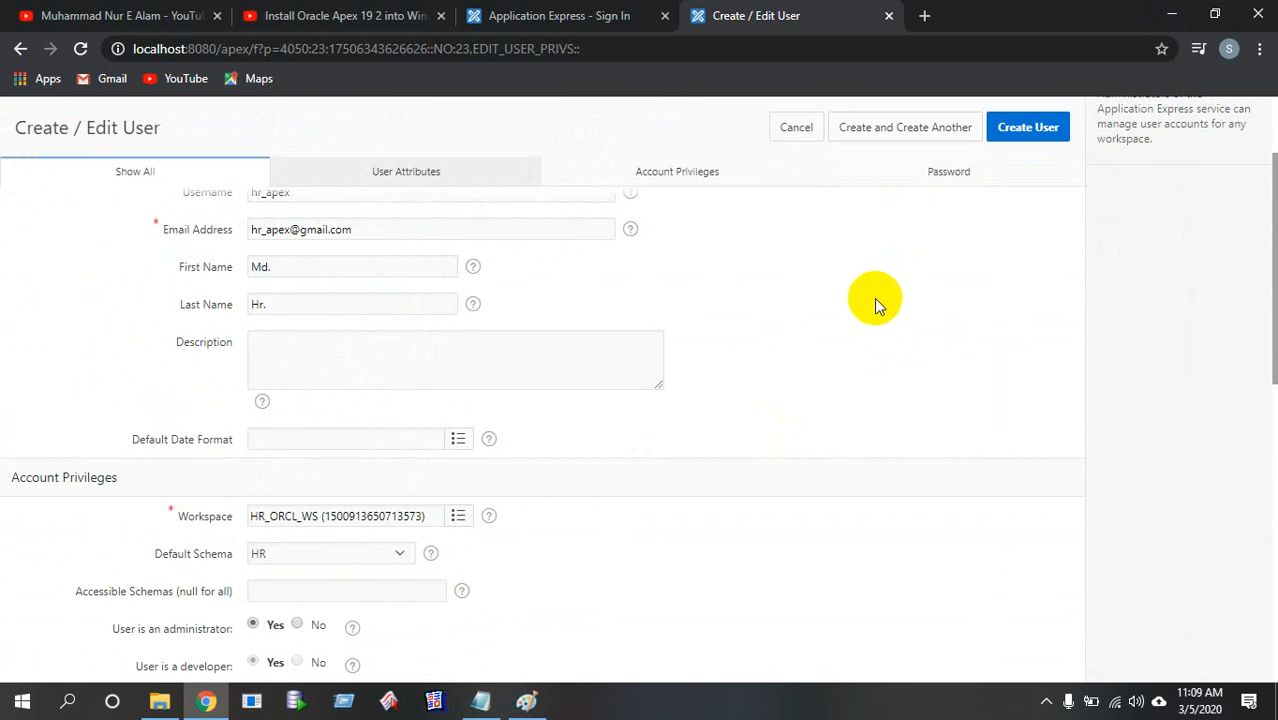 Muhammad Nur E Alam - YouTu
Install Oracle Apex 19 2 into Win
Application Express - Sign In
Create / Edit User
localhost:8080/apex/f?p=4050:23:17506343626626::NO:23,EDIT_USER_PRIVS::
S
Apps
Gmail
YouTube
Maps
Application Express service can
manage user accounts for any
workspace.
Create / Edit User
Cancel
Create and Create Another
Create User
Show All
User Attributes
Account Privileges
Password
Username
hr_apex
* Email Address
hr_apex@gmail.com
First Name
Md.
Last Name
Hr.
Description
Default Date Format
Account Privileges
* Workspace
HR_ORCL_WS (1500913650713573)
Default Schema
HR
Accessible Schemas (null for all)
User is an administrator:
Yes
No
User is a developer:
Yes
No
11:09 AM
3/5/2020